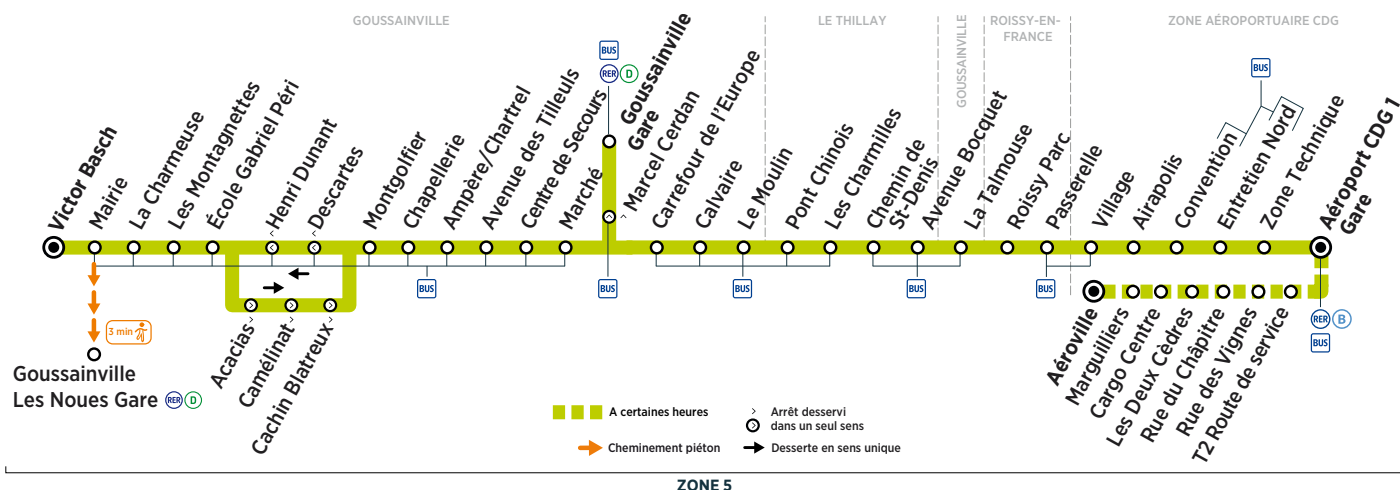 GOUSSAINVILLE
LE THILLAY
GOUSSAINVILLE
ROISSY-EN-
FRANCE
ZONE AÉROPORTUAIRE CDG
BUS
RER D
BUS
Victor Basch
Mairie
La Charmeuse
Les Montagnettes
École Gabriel Péri
Henri Dunant
Descartes
Montgolfier
Chapellerie
Ampère/Chartrel
Avenue des Tilleuls
Centre de Secours
Marché
Goussainville
Gare
Marcel Cerdan
Carrefour de l'Europe
Calvaire
Le Moulin
Pont Chinois
Les Charmilles
Chemin de
St-Denis
Avenue Bocquet
La Talmouse
Roissy Parc
Passerelle
Village
Airapolis
Convention
Entretien Nord
Zone Technique
Aéroport CDG 1
Gare
BUS
BUS
BUS
BUS
BUS
3 min
Acacias
Camélinat
Cachin Blatreux
Goussainville
Les Noues Gare RER D
Aéroville
Marguilliers
Cargo Centre
Les Deux Cèdres
Rue du Châpitre
Rue des Vignes
T2 Route de service
RER B
BUS
A certaines heures
Arrêt desservi
dans un seul sens
Cheminement piéton
Desserte en sens unique
ZONE 5